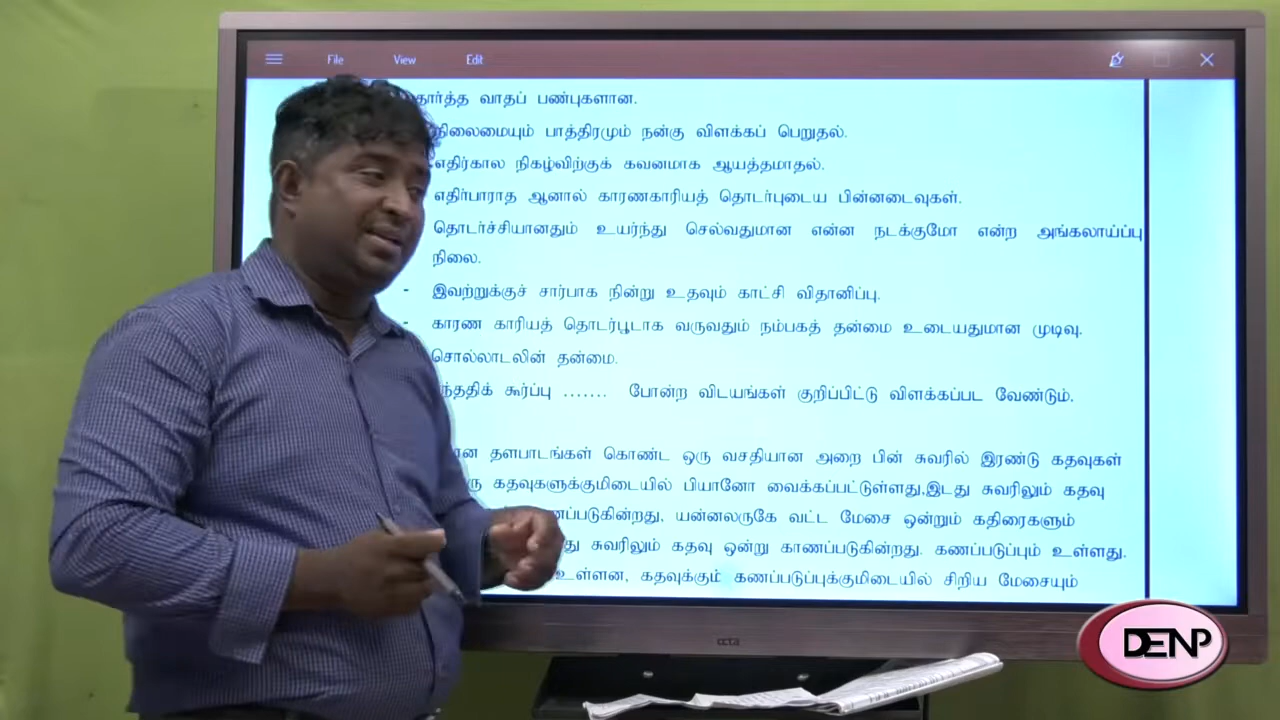 File View Edit
வாதப் பண்புகளான.
நிலைமையும் பாத்திரமும் நன்கு விளக்கப் பெறுதல்.
எதிர்கால நிகழ்விற்குக் கவனமாக ஆயத்தமாதல்.
எதிர்பாராத ஆனால் காரணகாரியத் தொடர்புடைய பின்னடைவுகள்.
தொடர்ச்சியானதும் உயர்ந்து செல்வதுமான என்ன நடக்குமோ என்ற அங்கலாய்ப்பு
நிலை.
- இவற்றுக்குச் சார்பாக நின்று உதவும் காட்சி விதானிப்பு.
- காரண காரியத் தொடர்பூடாக வருவதும் நம்பகத் தன்மை உடையதுமான முடிவு.
சொல்லாடலின் தன்மை.
கூர்ப்பு ....... போன்ற விடயங்கள் குறிப்பிட்டு விளக்கப்பட வேண்டும்.
தளபாடங்கள் கொண்ட ஒரு வசதியான அறை பின் சுவரில் இரண்டு கதவுகள்
கதவுகளுக்குமிடையில் பியானோ வைக்கப்பட்டுள்ளது,இடது சுவரிலும் கதவு
யன்னலருகே வட்ட மேசை ஒன்றும் கதிரைகளும்
சுவரிலும் கதவு ஒன்று காணப்படுகின்றது. கணப்படுப்பும் உள்ளது.
உள்ளன, கதவுக்கும் கணப்படுப்புக்குமிடையில் சிறிய மேசையும்
DENP